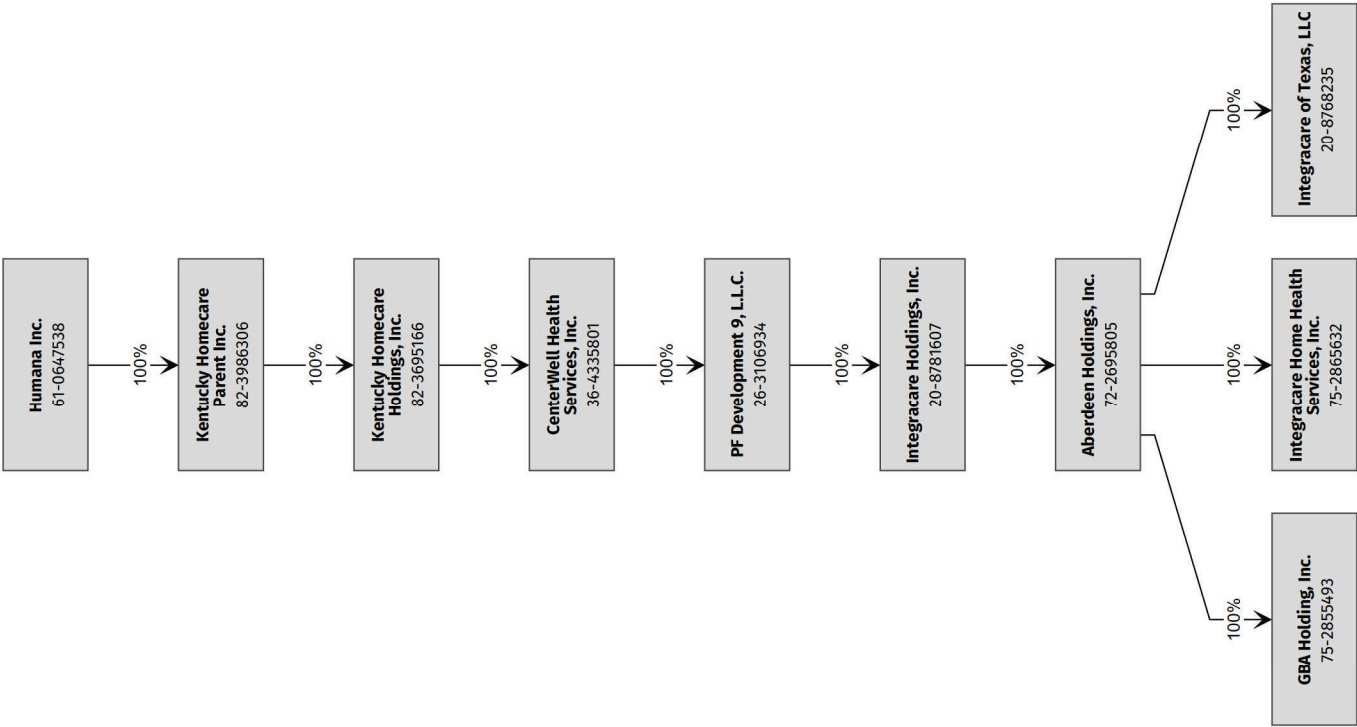 Humana Inc.
61-0647538
100%
Kentucky Homecare
Parent Inc.
82-3986306
100%
Kentucky Homecare
Holdings, Inc.
82-3695166
100%
CenterWell Health
Services, Inc.
36-4335801
100%
PF Development 9, L.L.C.
26-3106934
100%
Integracare Holdings, Inc.
20-8781607
100%
Aberdeen Holdings, Inc.
72-2695805
100%
GBA Holding, Inc.
75-2855493
100%
Integracare Home Health
Services, Inc.
75-2865632
100%
Integracare of Texas, LLC
20-8768235